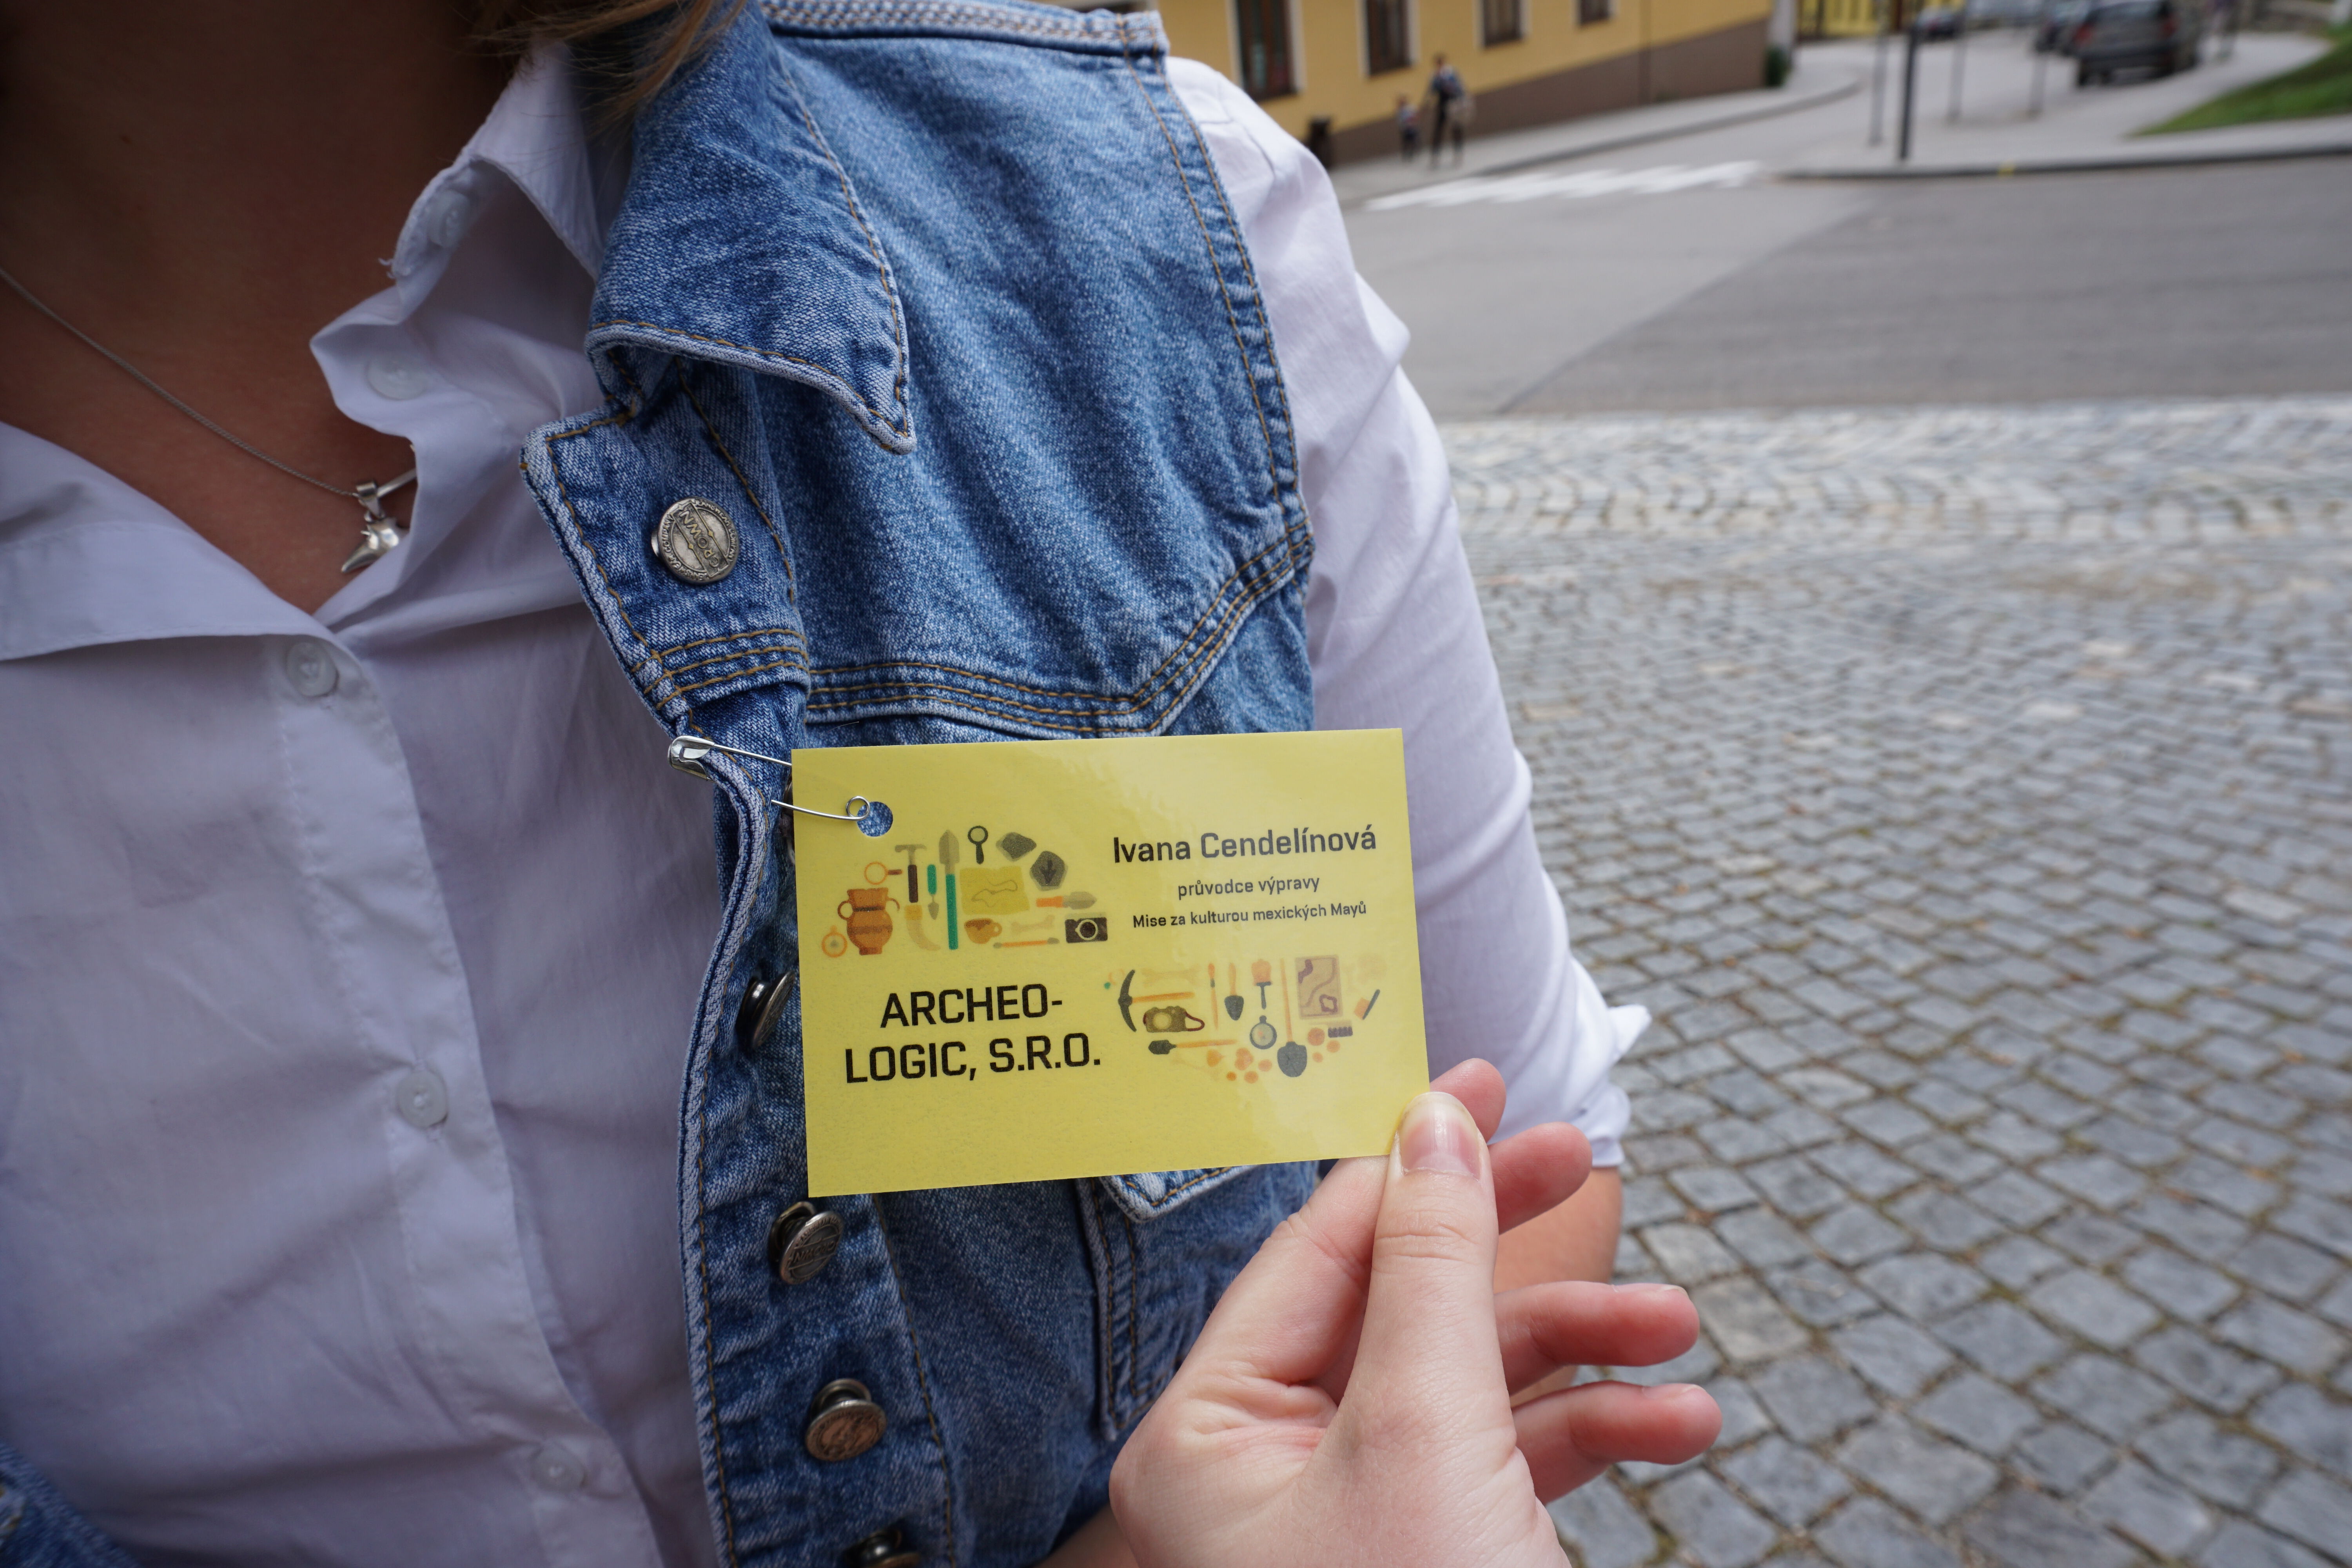 Ivana Cendelínová
průvodce výpravy
Mise za kulturou mexických Mayů
ARCHEO-
LOGIC, S.R.O.